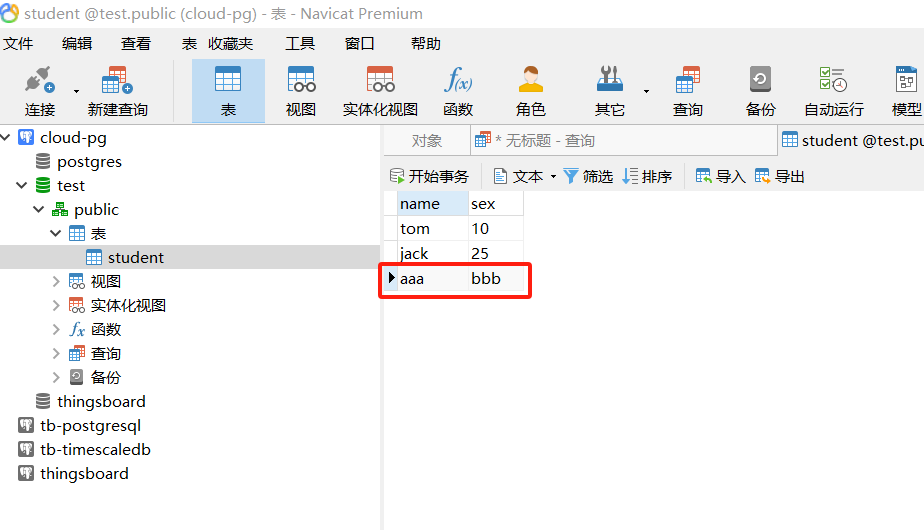 student @test.public (cloud-pg) - 表 - Navicat Premium
文件 编辑 查看 表 收藏夹 工具 窗口 帮助
连接 新建查询 表 视图 实体化视图 函数 角色 其它 查询 备份 自动运行 模型
对象 * 无标题 - 查询 student @test.pu
开始事务 文本 筛选 排序 导入 导出
cloud-pg
postgres
test
public
表
student
视图
实体化视图
函数
查询
备份
thingsboard
tb-postgresql
tb-timescaledb
thingsboard
name sex
tom 10
jack 25
aaa bbb